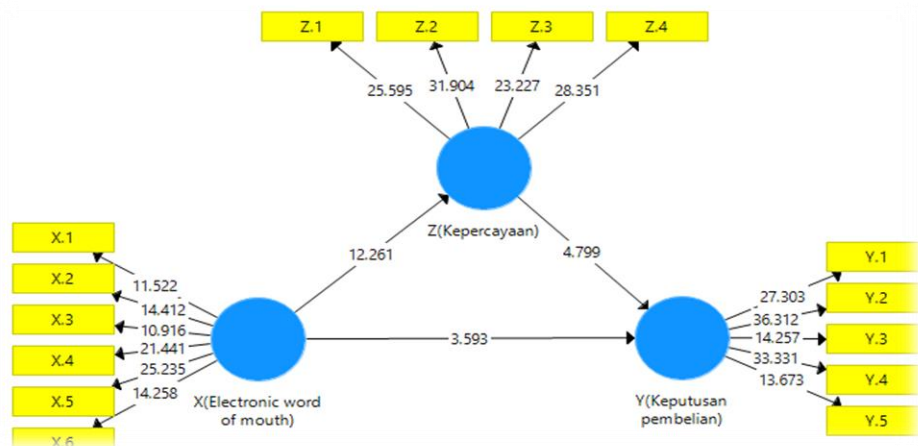 Z.1
Z.2
Z.3
Z.4
25.595
31.904
23.227
28.351
Z(Kepercayaan)
12.261
4.799
X.1
X.2
X.3
X.4
X.5
X.6
11.522
14.412
10.916
21.441
25.235
14.258
X(Electronic word
of mouth)
3.593
Y(Keputusan
pembelian)
27.303
36.312
14.257
33.331
13.673
Y.1
Y.2
Y.3
Y.4
Y.5